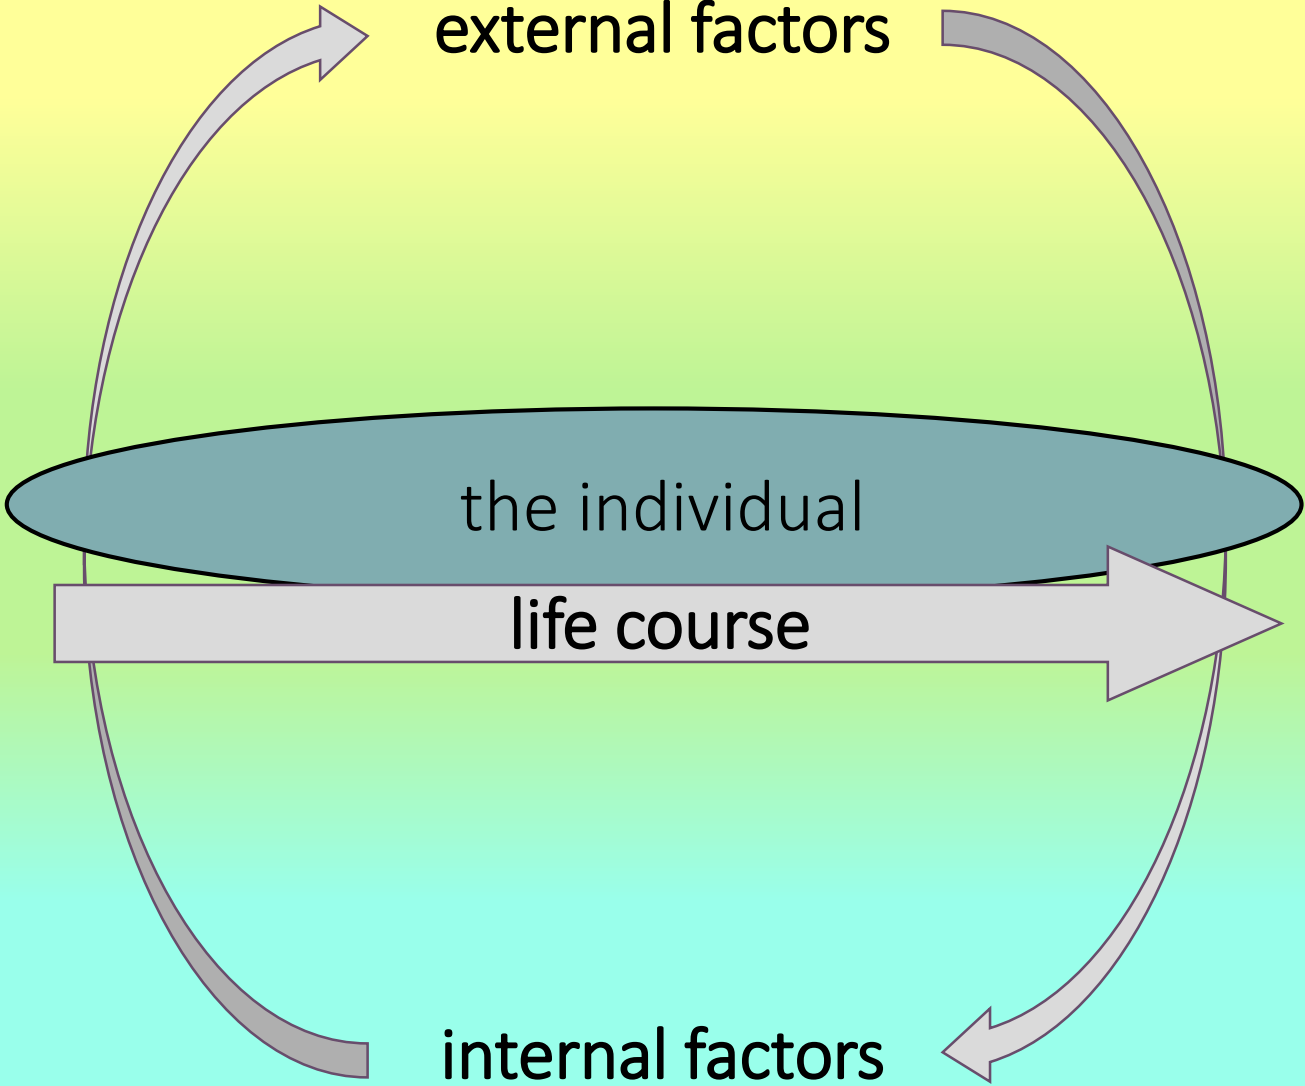 external factors
the individual
life course
internal factors